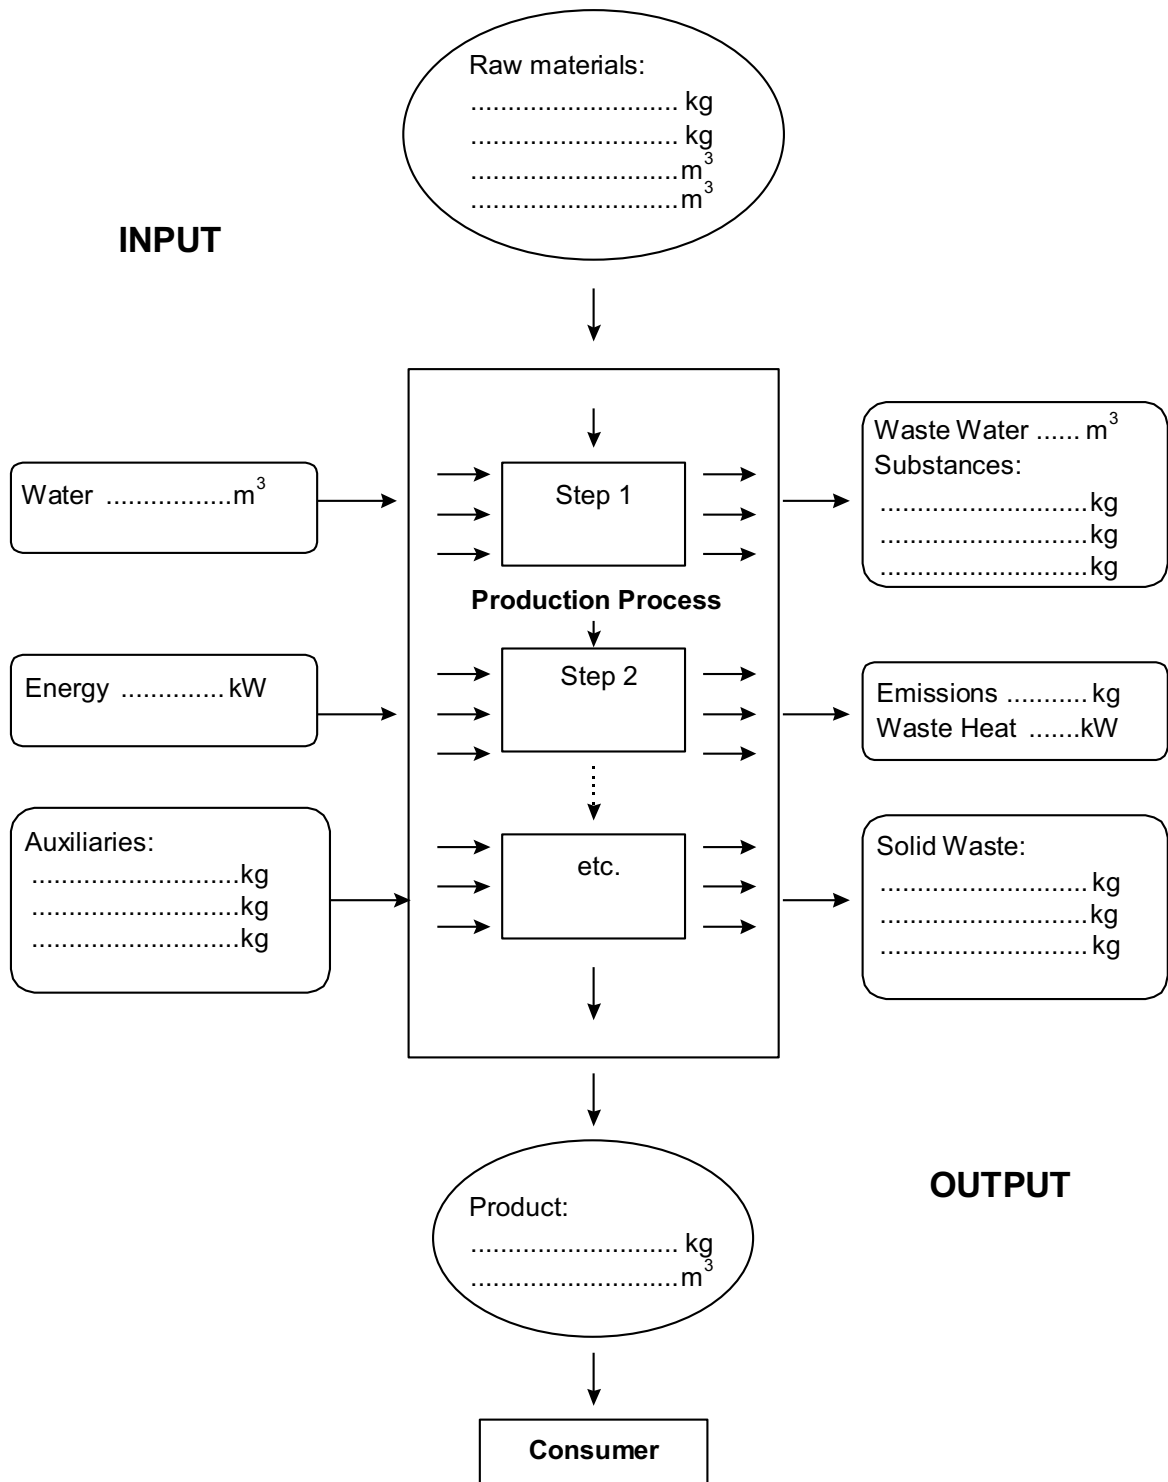 Raw materials:
............................ kg
............................ kg
............................m³
............................m³
INPUT
Water .................m³
Energy .............. kW
Auxiliaries:
............................kg
............................kg
............................kg
Step 1
Production Process
Step 2
etc.
Waste Water ...... m³
Substances:
............................kg
............................kg
............................kg
Emissions ........... kg
Waste Heat .......kW
Solid Waste:
............................ kg
............................kg
............................kg
OUTPUT
Product:
............................ kg
............................m³
Consumer